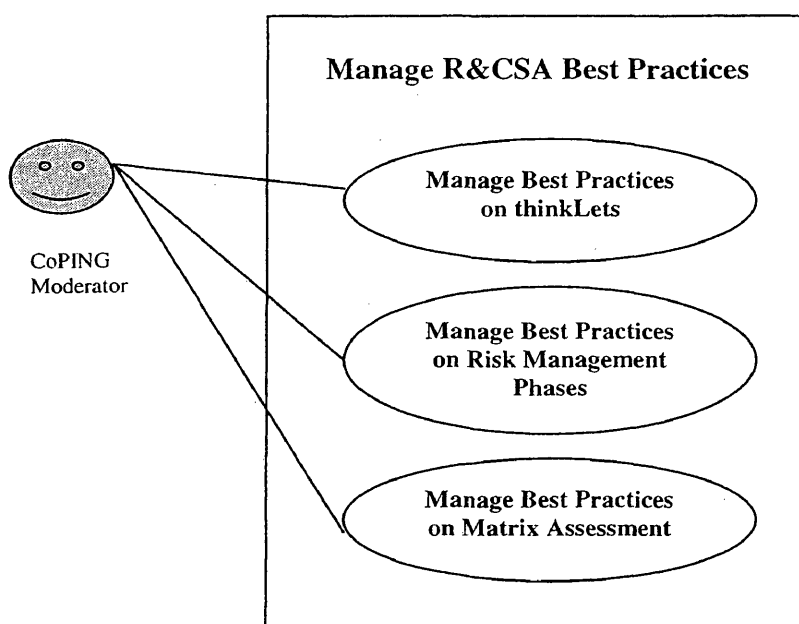 Manage R&CSA Best Practices
Manage Best Practices
on thinkLets
CoPING
Moderator
Manage Best Practices
on Risk Management
Phases
Manage Best Practices
on Matrix Assessment